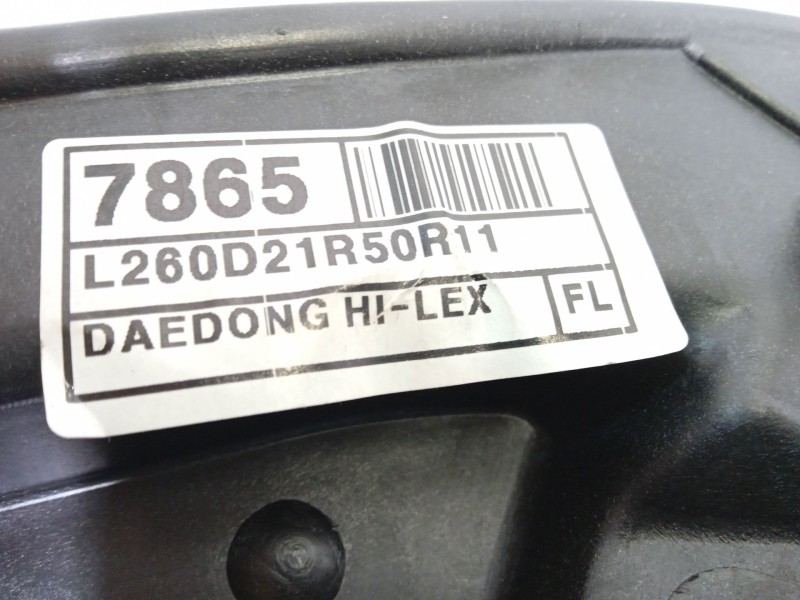 7865
L260D21R50R11
DAEDONG HI-LEX
FL